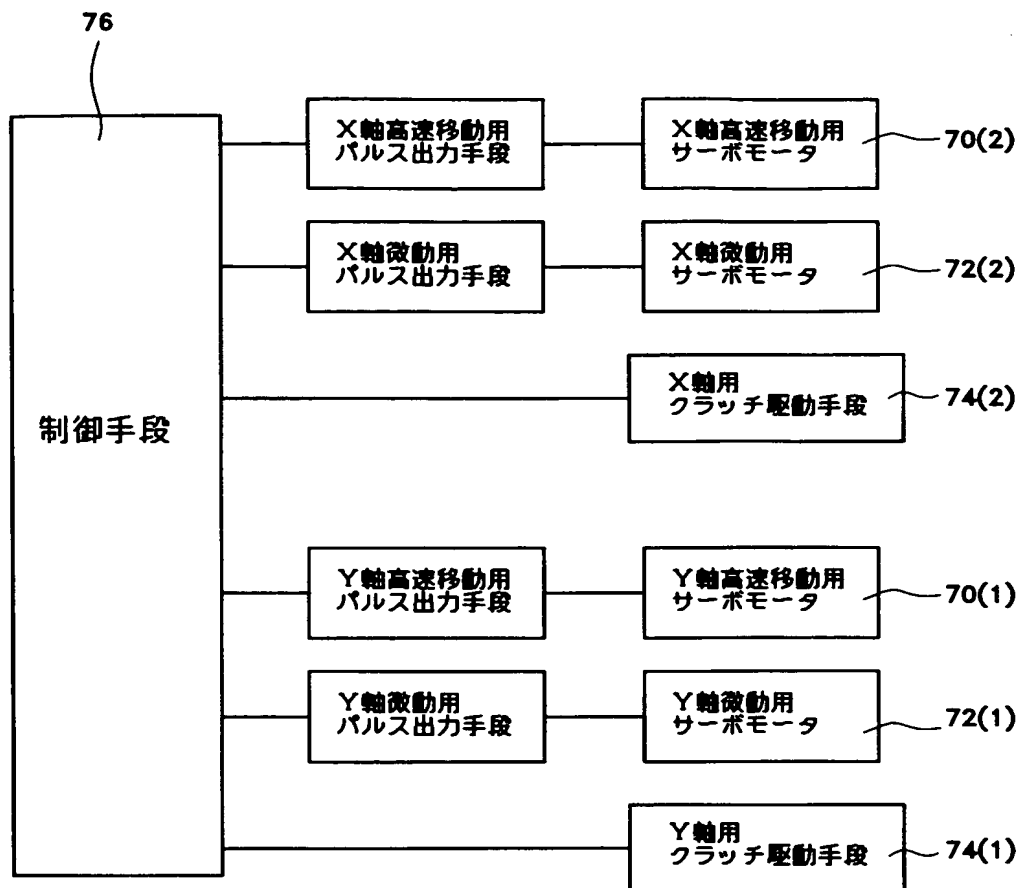 76
X軸高速移動用
パルス出力手段
X軸高速移動用
サーボモータ
70(2)
X軸微動用
パルス出力手段
X軸微動用
サーボモータ
72(2)
X軸用
クラッチ駆動手段
74(2)
制御手段
Y軸高速移動用
パルス出力手段
Y軸高速移動用
サーボモータ
70(1)
Y軸微動用
パルス出力手段
Y軸微動用
サーボモータ
72(1)
Y軸用
クラッチ駆動手段
74(1)